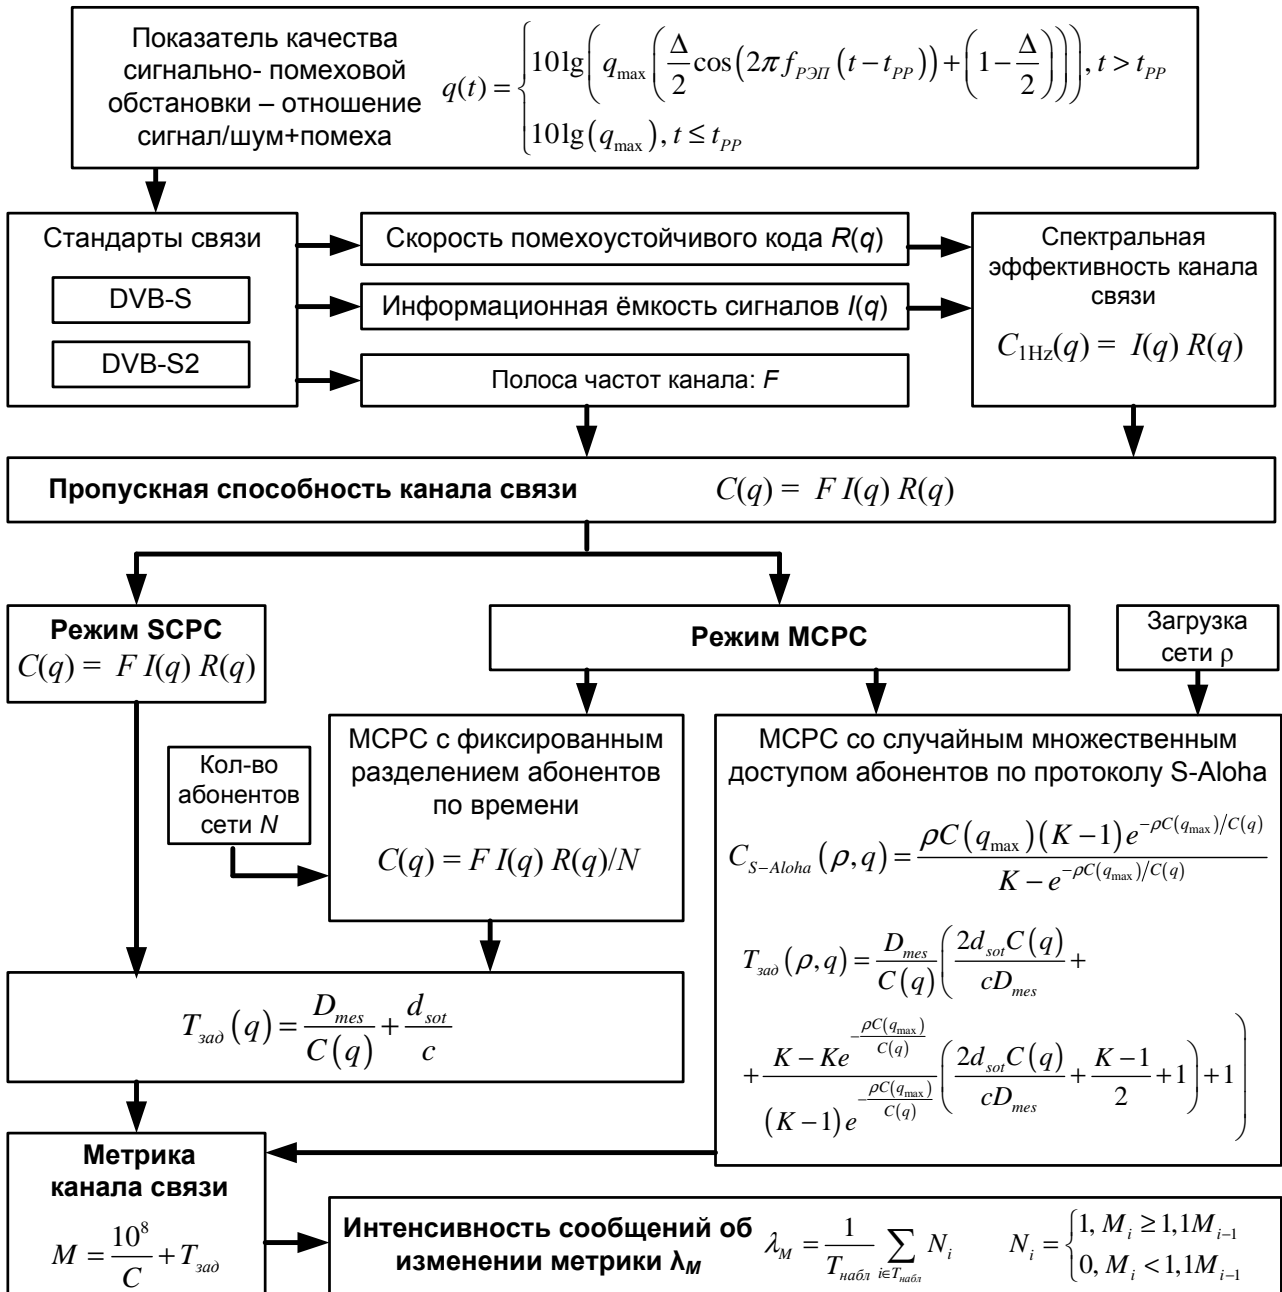 Показатель качества
сигнально- помеховой
обстановки – отношение
сигнал/шум+помеха
q(t) = { 10lg( q_max ( Δ/2 cos(2π f_РЭП (t − t_PP)) + (1 − Δ/2) ) ), t > t_PP
10lg(q_max), t ≤ t_PP
Стандарты связи
DVB-S
DVB-S2
Скорость помехоустойчивого кода R(q)
Информационная ёмкость сигналов I(q)
Полоса частот канала: F
Спектральная
эффективность канала
связи
C_1Hz(q) = I(q) R(q)
Пропускная способность канала связи C(q) = F I(q) R(q)
Режим SCPC
C(q) = F I(q) R(q)
Режим MCPC
Загрузка
сети ρ
Кол-во
абонентов
сети N
MCPC с фиксированным
разделением абонентов
по времени
C(q) = F I(q) R(q)/N
MCPC со случайным множественным
доступом абонентов по протоколу S-Aloha
C_S−Aloha (ρ, q) = ρC(q_max)(K −1) e^(−ρC(q_max)/C(q)) / (K − e^(−ρC(q_max)/C(q)))
T_зад (ρ, q) = D_mes/C(q) ( 2d_sot C(q)/(cD_mes) +
+ (K − Ke^(−ρC(q_max)/C(q))) / ((K −1) e^(−ρC(q_max)/C(q))) ( 2d_sot C(q)/(cD_mes) + (K −1)/2 + 1 ) + 1 )
T_зад (q) = D_mes/C(q) + d_sot/c
Метрика
канала связи
M = 10^8/C + T_зад
Интенсивность сообщений об
изменении метрики λ_M
λ_M = 1/T_набл ∑_(i∈T_набл) N_i
N_i = { 1, M_i ≥ 1,1M_(i−1)
0, M_i < 1,1M_(i−1)